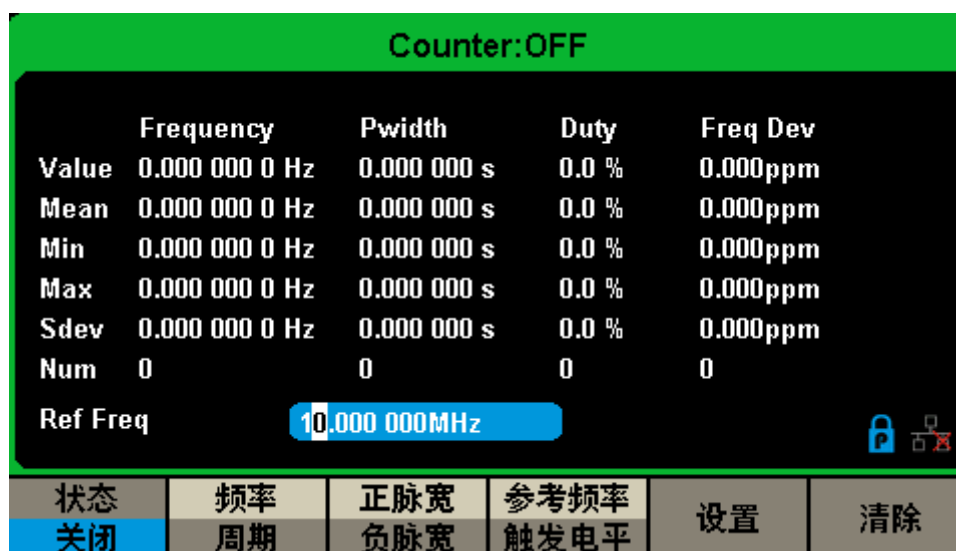 Counter:OFF
Frequency Pwidth Duty Freq Dev
Value 0.000 000 0 Hz 0.000 000 s 0.0 % 0.000ppm
Mean 0.000 000 0 Hz 0.000 000 s 0.0 % 0.000ppm
Min 0.000 000 0 Hz 0.000 000 s 0.0 % 0.000ppm
Max 0.000 000 0 Hz 0.000 000 s 0.0 % 0.000ppm
Sdev 0.000 000 0 Hz 0.000 000 s 0.0 % 0.000ppm
Num 0 0 0 0
Ref Freq 10.000 000MHz
P
状态 频率 正脉宽 参考频率 设置 清除
关闭 周期 负脉宽 触发电平